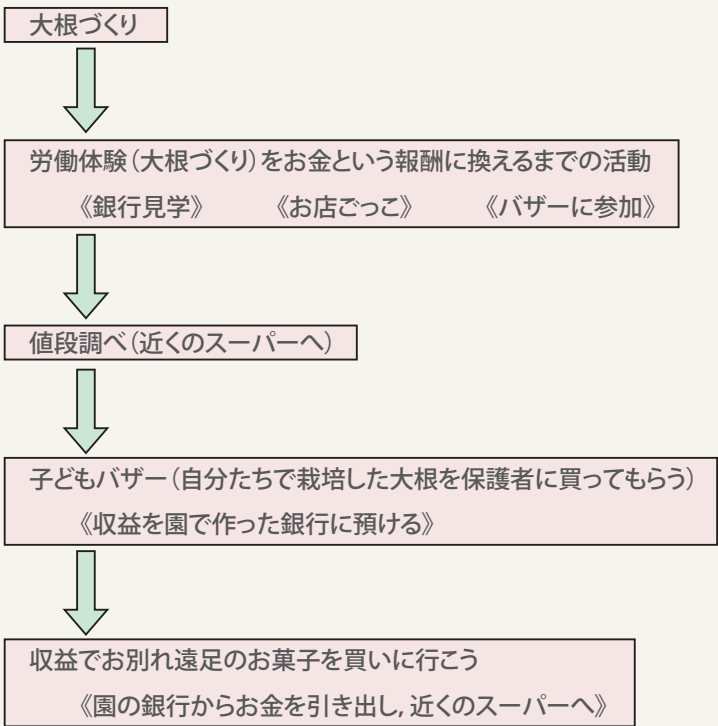 大根づくり
労働体験(大根づくり)をお金という報酬に換えるまでの活動
《銀行見学》 《お店ごっこ》 《バザーに参加》
値段調べ(近くのスーパーへ)
子どもバザー(自分たちで栽培した大根を保護者に買ってもらう)
《収益を園で作った銀行に預ける》
収益でお別れ遠足のお菓子を買いに行こう
《園の銀行からお金を引き出し, 近くのスーパーへ》